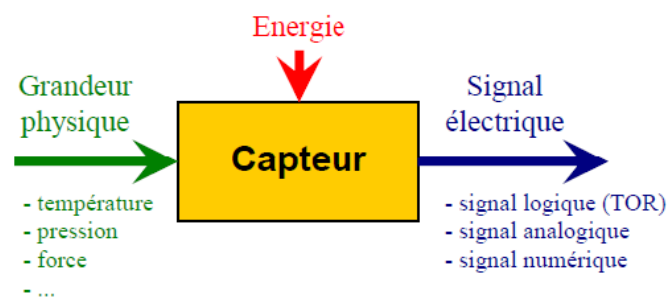 Energie
Grandeur
physique
Capteur
Signal
électrique
- température
- pression
- force
- ...
- signal logique (TOR)
- signal analogique
- signal numérique